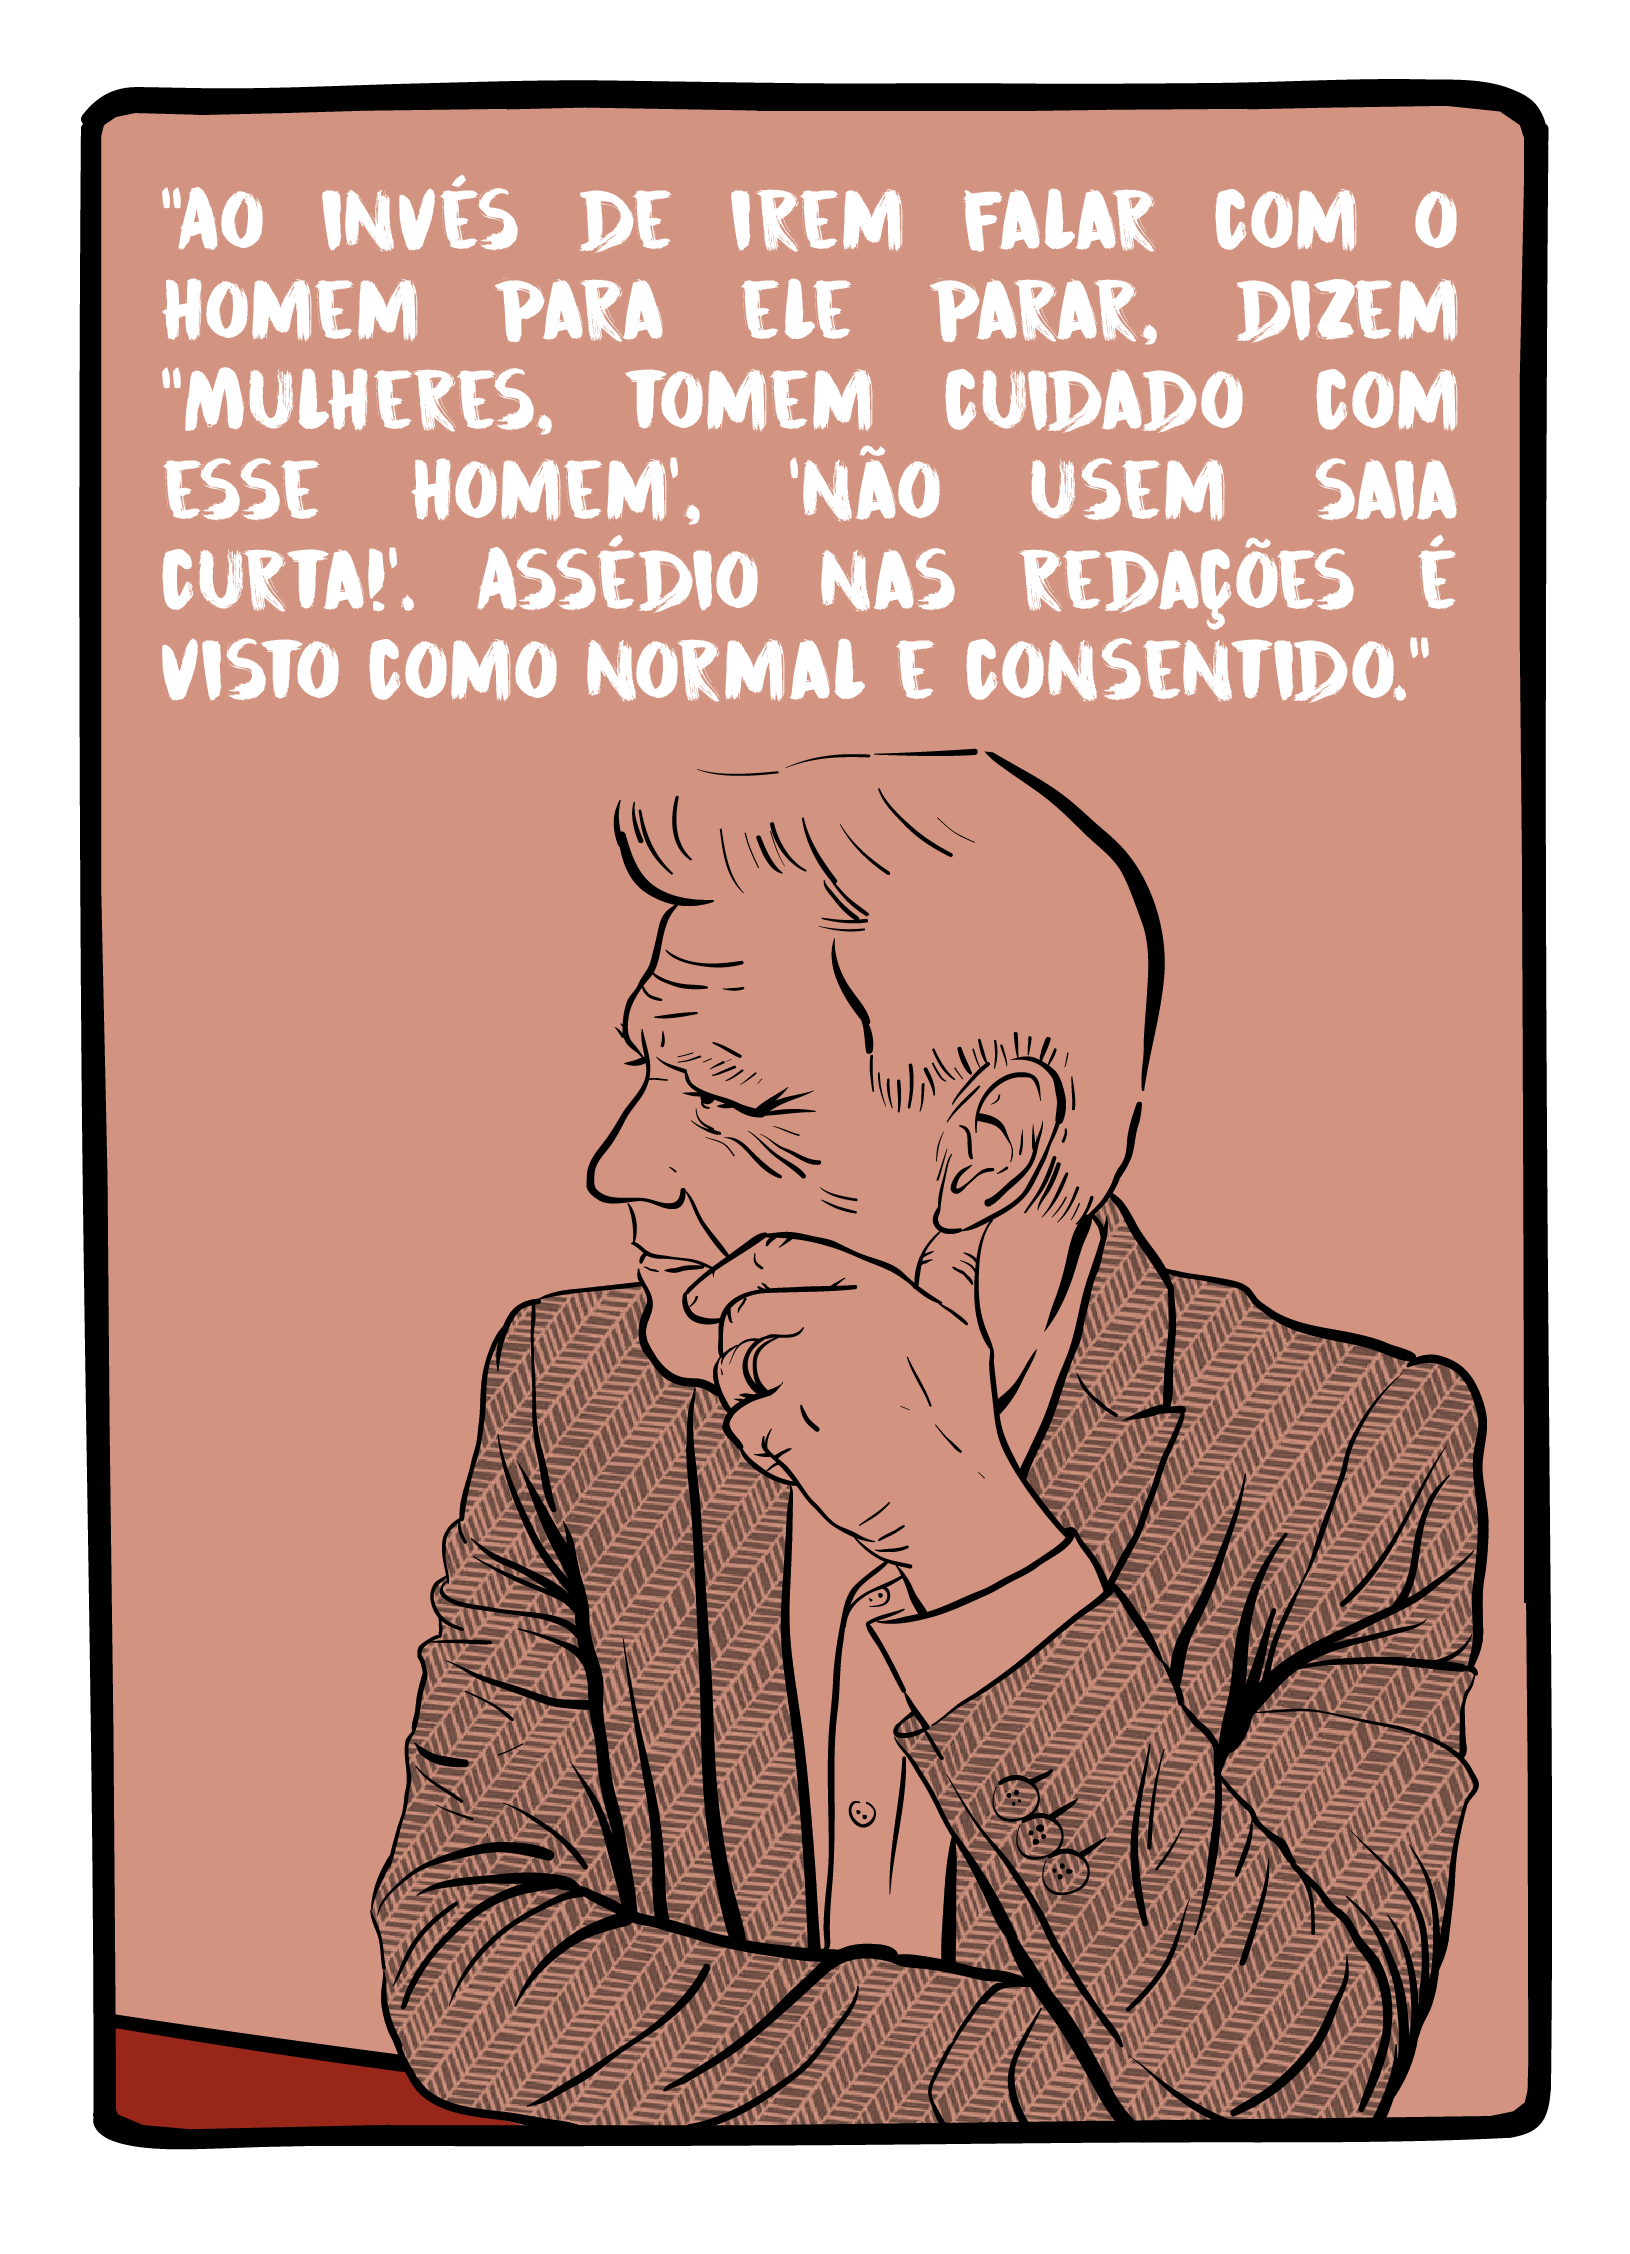 "AO INVÉS DE IREM FALAR COM O
HOMEM PARA ELE PARAR, DIZEM
"MULHERES, TOMEM CUIDADO COM
ESSE HOMEM', 'NÃO USEM SAIA
CURTA!'. ASSÉDIO NAS REDAÇÕES É
VISTO COMO NORMAL E CONSENTIDO."